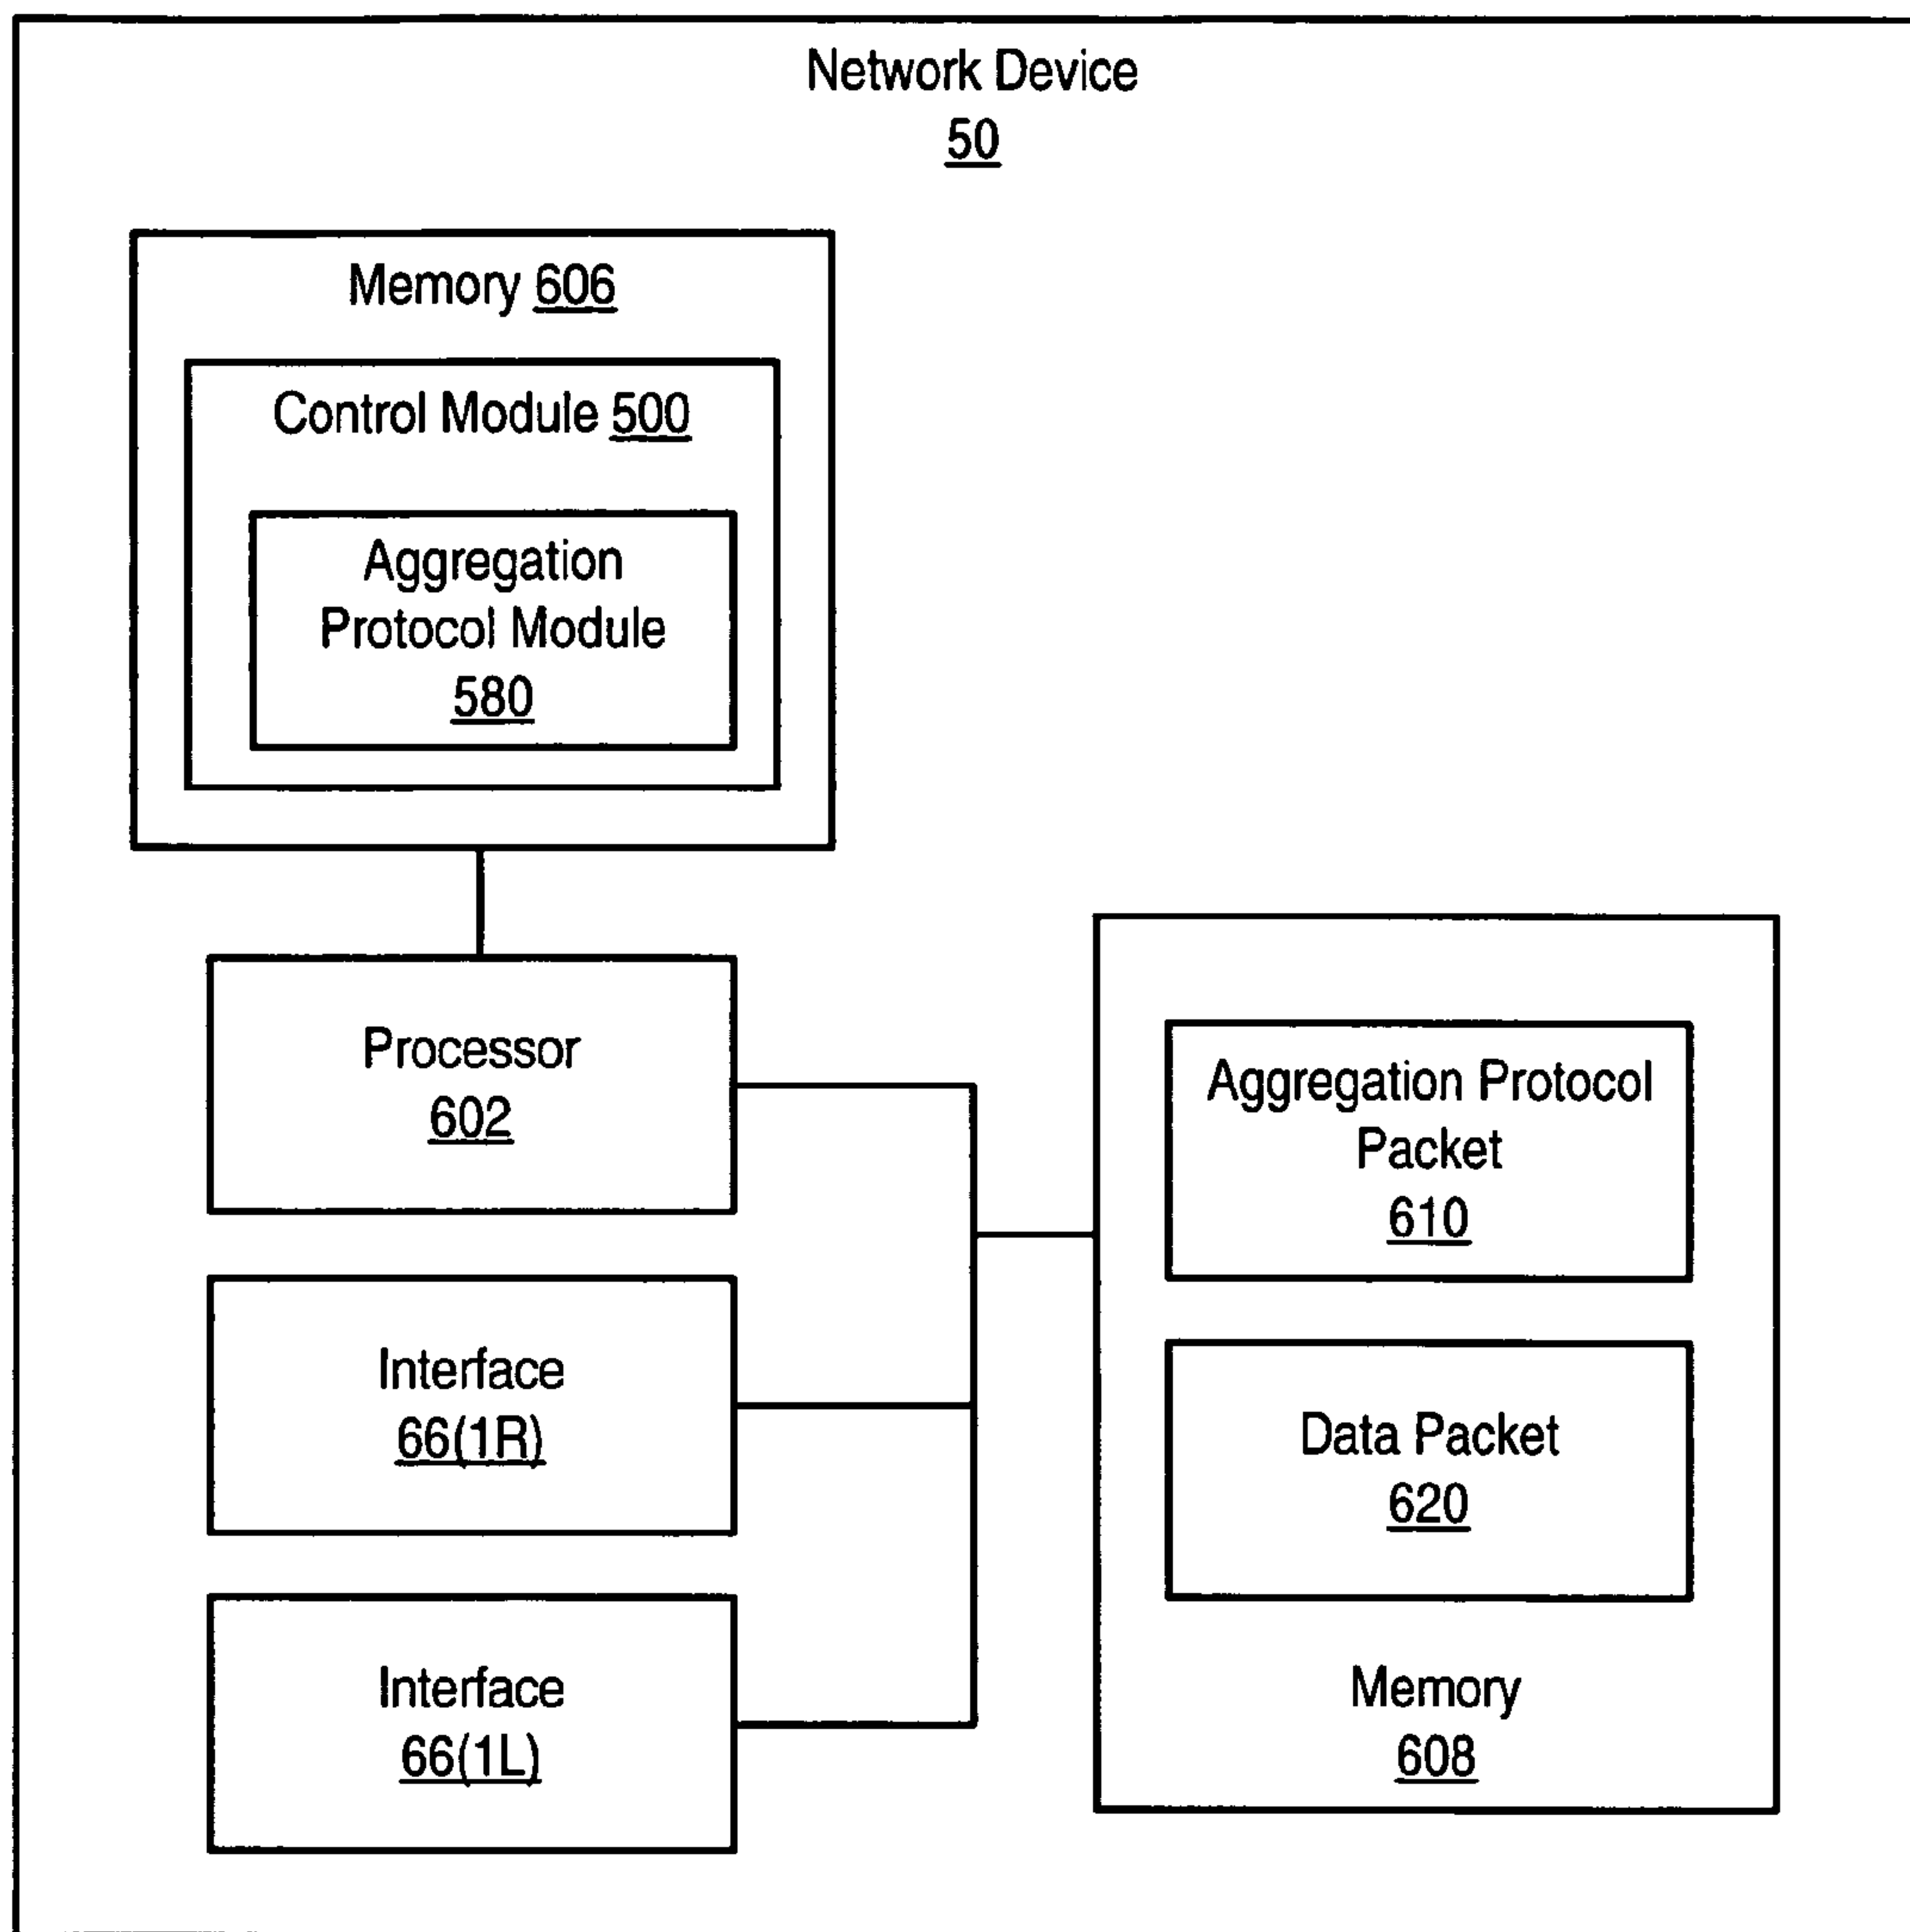 Network Device
50
Memory 606
Control Module 500
Aggregation
Protocol Module
580
Processor
602
Interface
66(1R)
Interface
66(1L)
Aggregation Protocol
Packet
610
Data Packet
620
Memory
608